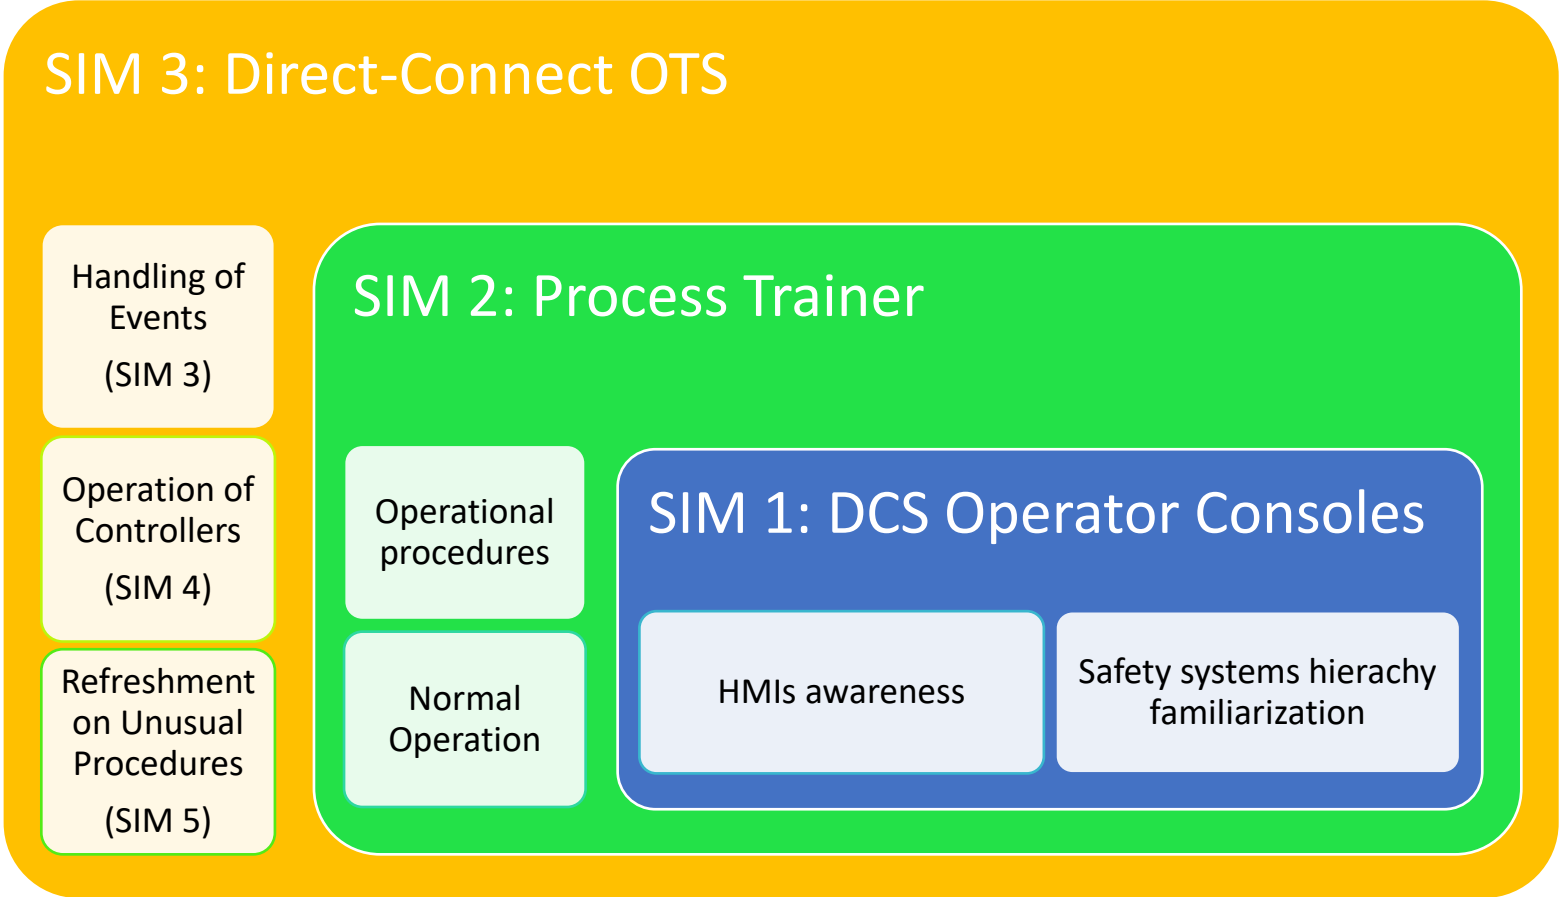 SIM 3: Direct-Connect OTS
Handling of
Events
(SIM 3)
Operation of
Controllers
(SIM 4)
Refreshment
on Unusual
Procedures
(SIM 5)
SIM 2: Process Trainer
Operational
procedures
Normal
Operation
SIM 1: DCS Operator Consoles
HMIs awareness
Safety systems hierachy
familiarization